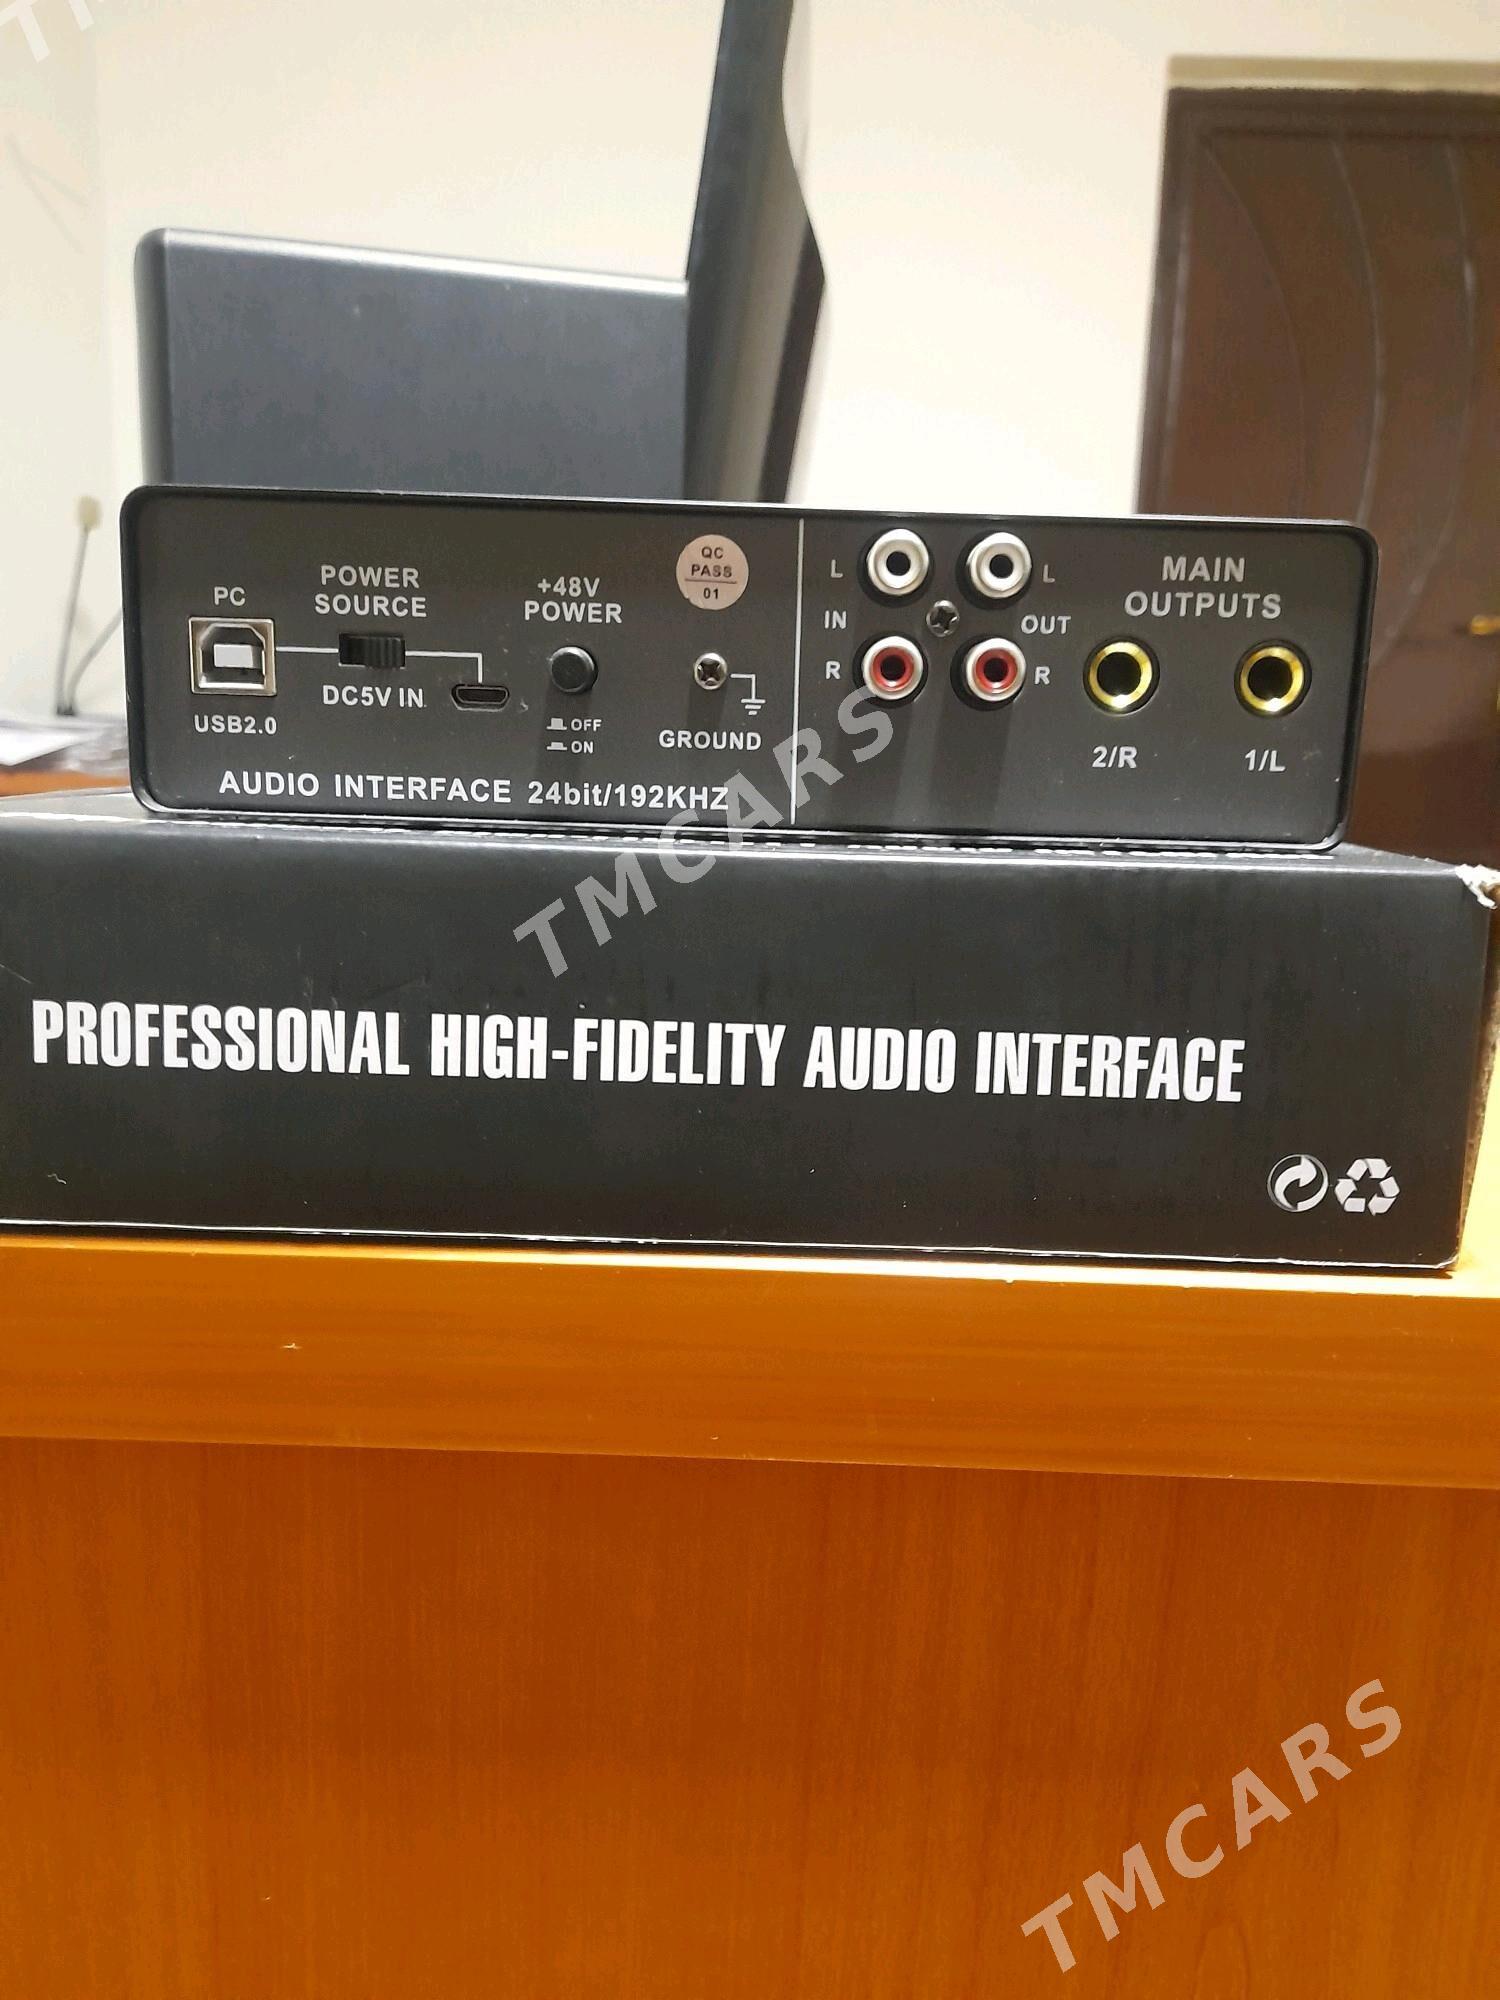 QC
PASS
01
PC
POWER
SOURCE
+48V
POWER
L
L
MAIN
OUTPUTS
IN
OUT
R
R
DC5V IN
USB2.0
OFF
ON
GROUND
2/R
1/L
AUDIO INTERFACE 24bit/192KHZ
TMCARS
PROFESSIONAL HIGH-FIDELITY AUDIO INTERFACE
TMCARS